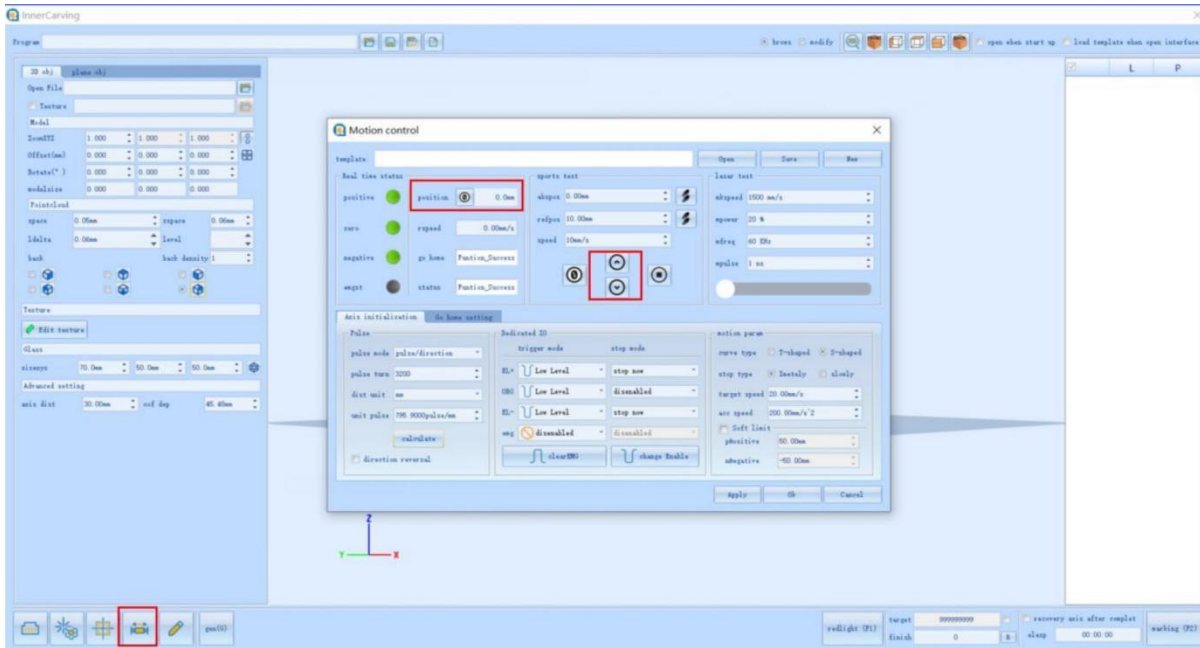 InnerCarving
Program
brows modify open when start up load template when open interface
3D obj plane obj
L P
Open File
Texture
Model
ZoomXYZ 1.000 1.000 1.000
Offset(mm) 0.000 0.000 0.000
Rotate(° ) 0.000 0.000 0.000
modelsize 0.000 0.000 0.000
Pointcloud
space 0.05mm zspace 0.06mm
ldelta 0.08mm level
back back density 1
Texture
Edit texture
Glass
sizexyz 70.0mm 50.0mm 50.0mm
Advanced setting
axis dist 30.00mm cof dep 45.40mm
Motion control
template Open Save New
Real time status
positive position 0.0mm
zero rspeed 0.00mm/s
negative go home Funtion_Success
emgst status Funtion_Success
sports test
abspos 0.00mm
refpos 10.00mm
speed 10mm/s
laser test
mkspeed 1500 mm/s
mpower 20 %
mfreq 60 KHz
mpulse 1 ns
Axis initialization Go home setting
Pulse
pulse mode pulse/direction
pulse turn 3200
dist unit mm
unit pulse 795.9000pulse/mm
calculate
direction reversal
Dedicated IO
trigger mode stop mode
EL+ Low Level stop now
ORG Low Level disenabled
EL- Low Level stop now
emg disenabled disenabled
clearEMG change Enable
motion param
curve type T-shaped S-shaped
stop type Imetely slowly
target speed 20.00mm/s
acc speed 200.00mm/s^2
Soft limit
pRositive 50.00mm
nNegative -50.00mm
Apply Ok Cancel
Z
Y X
pen(G)
redlight (F1)
target 999999999
finish 0 R
recovery axis after complet
elasp 00:00:00
marking (F2)